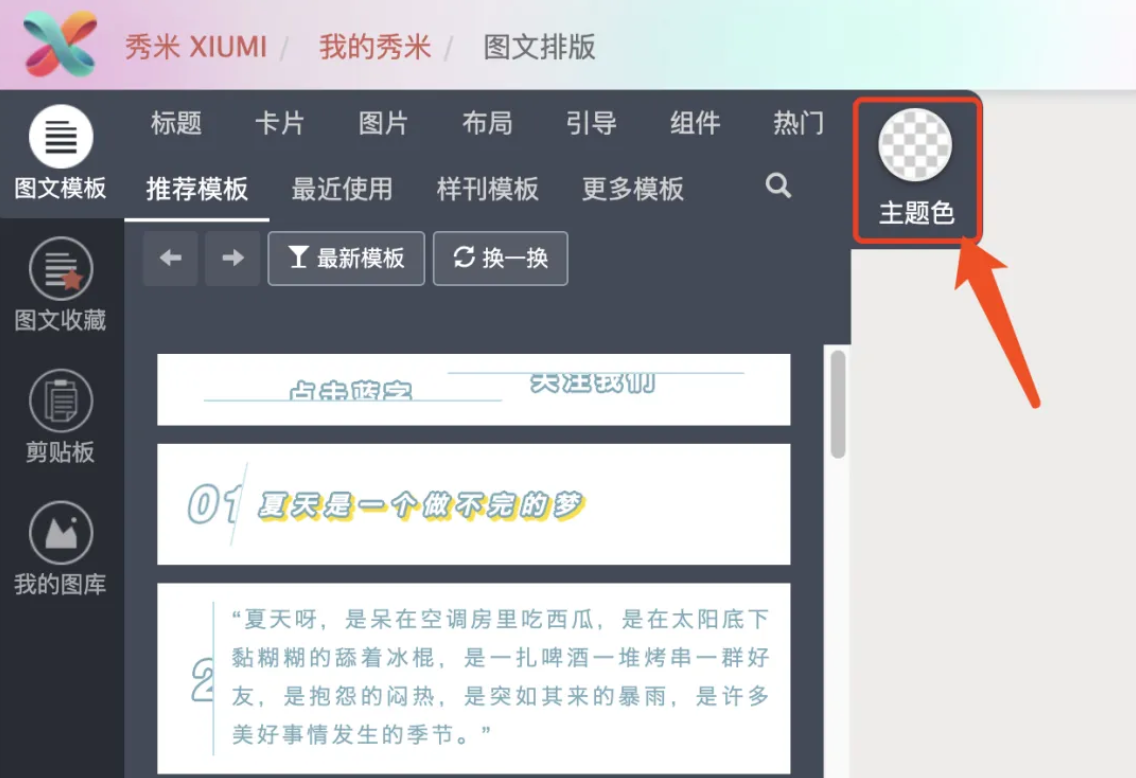 秀米 XIUMI / 我的秀米 / 图文排版
标题 卡片 图片 布局 引导 组件 热门
推荐模板 最近使用 样刊模板 更多模板
主题色
最新模板 换一换
图文模板
图文收藏
剪贴板
我的图库
点击蓝字
关注我们
01 夏天是一个做不完的梦
2
“夏天呀，是呆在空调房里吃西瓜，是在太阳底下
黏糊糊的舔着冰棍，是一扎啤酒一堆烤串一群好
友，是抱怨的闷热，是突如其来的暴雨，是许多
美好事情发生的季节。”